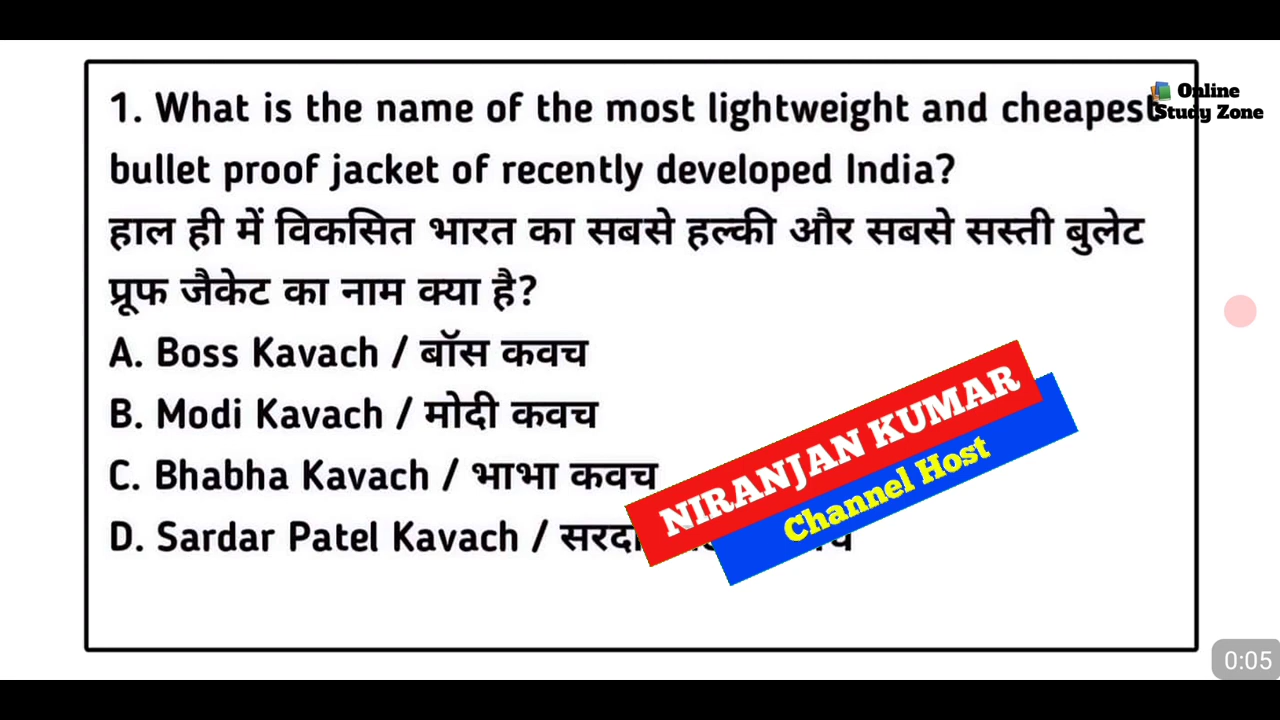 1. What is the name of the most lightweight and cheapest
bullet proof jacket of recently developed India?
हाल ही में विकसित भारत का सबसे हल्की और सबसे सस्ती बुलेट
प्रूफ जैकेट का नाम क्या है?
A. Boss Kavach / बॉस कवच
B. Modi Kavach / मोदी कवच
C. Bhabha Kavach / भाभा कवच
D. Sardar Patel Kavach /
Online
Study Zone
NIRANJAN KUMAR
Channel Host
0:05